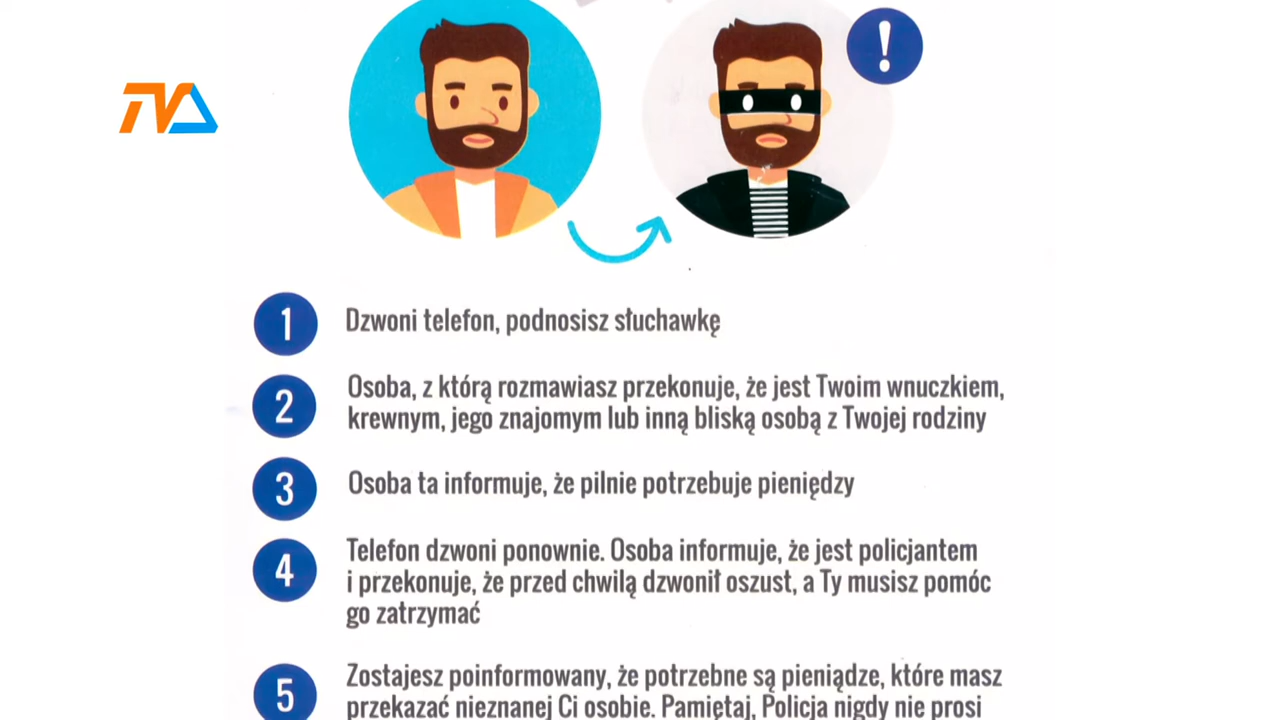 TVA
!
1
Dzwoni telefon, podnosisz słuchawkę
2
Osoba, z którą rozmawiasz przekonuje, że jest Twoim wnuczkiem,
krewnym, jego znajomym lub inną bliską osobą z Twojej rodziny
3
Osoba ta informuje, że pilnie potrzebuje pieniędzy
4
Telefon dzwoni ponownie. Osoba informuje, że jest policjantem
i przekonuje, że przed chwilą dzwonił oszust, a Ty musisz pomóc
go zatrzymać
5
Zostajesz poinformowany, że potrzebne są pieniądze, które masz
przekazać nieznanej Ci osobie. Pamiętaj, Policja nigdy nie prosi